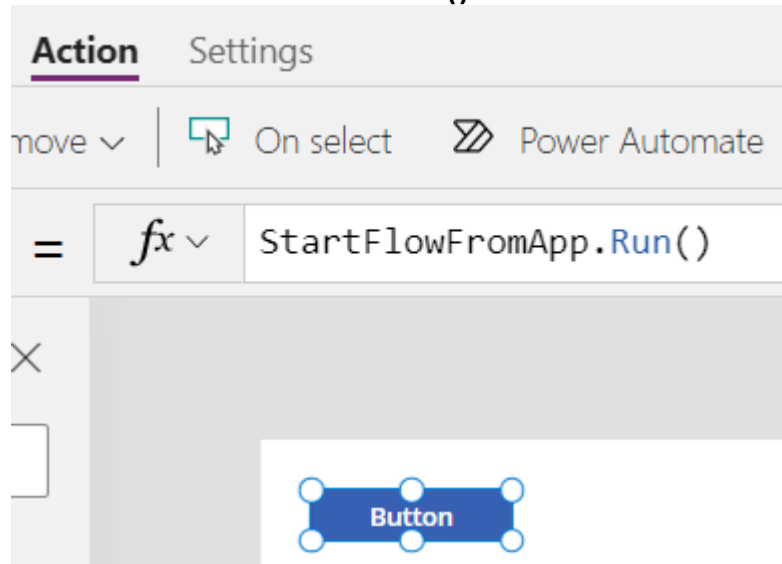 ()
Action Settings
move On select Power Automate
= fx StartFlowFromApp.Run()
Button